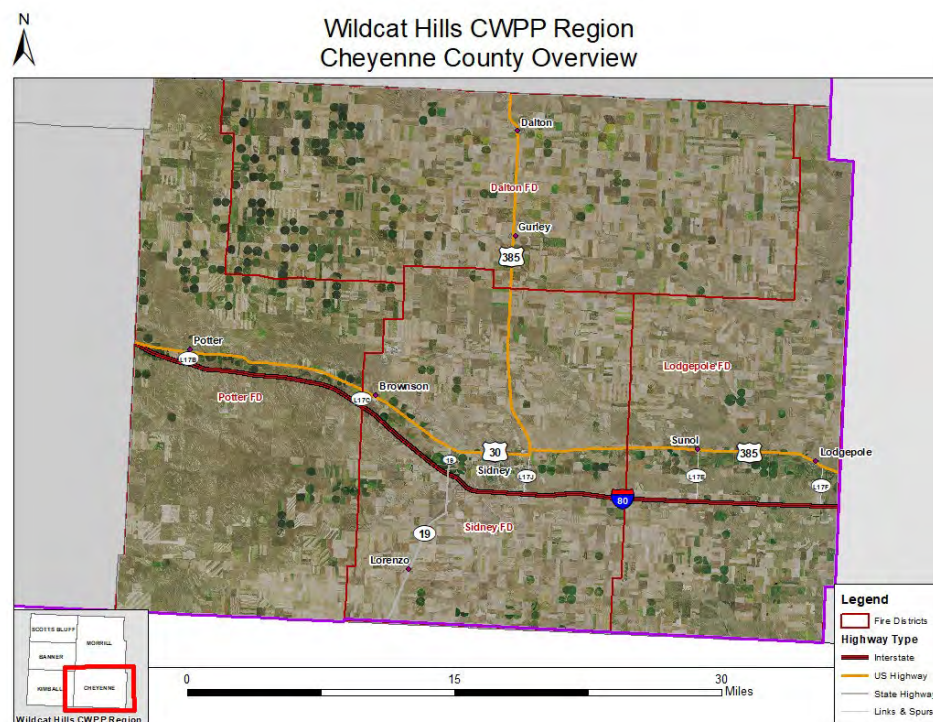 N
Wildcat Hills CWPP Region
Cheyenne County Overview
Dalton
Dalton FD
Gurley
385
Potter
L17B
Potter FD
L17C
Brownson
Lodgepole FD
30
Sunol
385
Lodgepole
19
Sidney
L17J
L17E
L17F
80
19
Sidney FD
Lorenzo
Legend
Fire Districts
Highway Type
Interstate
US Highway
State Highway
Links & Spurs
SCOTTS BLUFF
MORRILL
BANNER
KIMBALL
CHEYENNE
Wildcat Hills CWPP Region
0
15
30
Miles